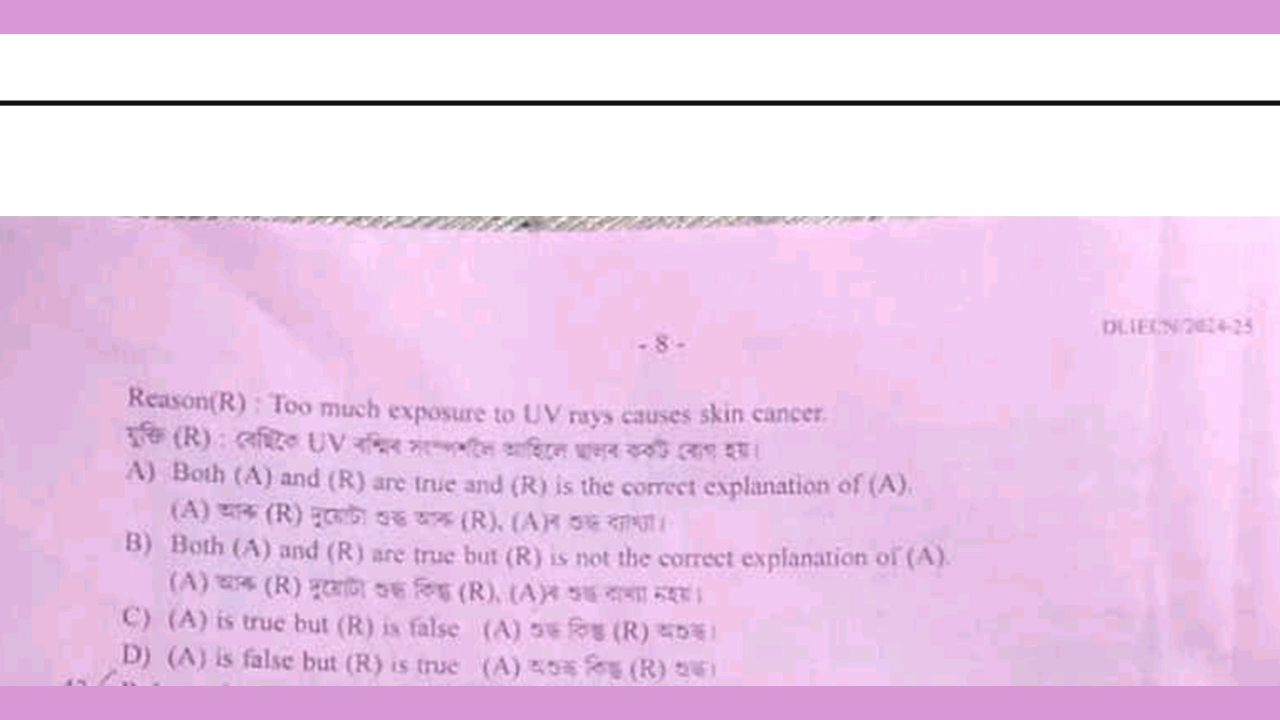 - 8 -
DLIECN/2024-25
Reason(R) : Too much exposure to UV rays causes skin cancer.
যুক্তি (R) : বেছিকৈ UV ৰশ্মিৰ সংস্পৰ্শলৈ আহিলে ছালৰ কৰ্কট ৰোগ হয়।
A) Both (A) and (R) are true and (R) is the correct explanation of (A).
(A) আৰু (R) দুয়োটা শুদ্ধ আৰু (R), (A)ৰ শুদ্ধ ব্যাখ্যা।
B) Both (A) and (R) are true but (R) is not the correct explanation of (A).
(A) আৰু (R) দুয়োটা শুদ্ধ কিন্তু (R), (A)ৰ শুদ্ধ ব্যাখ্যা নহয়।
C) (A) is true but (R) is false (A) শুদ্ধ কিন্তু (R) অশুদ্ধ।
D) (A) is false but (R) is true (A) অশুদ্ধ কিন্তু (R) শুদ্ধ।